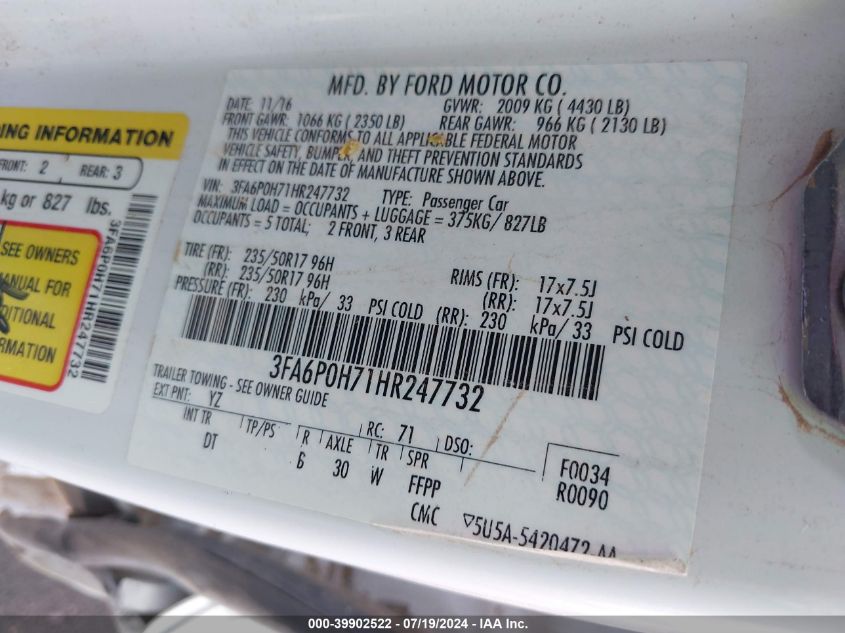 MFD. BY FORD MOTOR CO.
DATE: 11/16 GVWR: 2009 KG ( 4430 LB)
FRONT GAWR: 1066 KG ( 2350 LB) REAR GAWR: 966 KG ( 2130 LB)
THIS VEHICLE CONFORMS TO ALL APPLICABLE FEDERAL MOTOR
VEHICLE SAFETY, BUMPER, AND THEFT PREVENTION STANDARDS
IN EFFECT ON THE DATE OF MANUFACTURE SHOWN ABOVE.
VIN: 3FA6P0H71HR247732 TYPE: Passenger Car
MAXIMUM LOAD = OCCUPANTS + LUGGAGE = 375KG/ 827LB
OCCUPANTS = 5 TOTAL; 2 FRONT, 3 REAR
TIRE (FR): 235/50R17 96H RIMS (FR): 17x7.5J
(RR): 235/50R17 96H (RR): 17x7.5J
PRESSURE (FR): 230 kPa/ 33 PSI COLD (RR): 230 kPa/ 33 PSI COLD
3FA6P0H71HR247732
TRAILER TOWING - SEE OWNER GUIDE
EXT PNT: YZ RC: 71 DSO:
INT TR TP/PS R AXLE TR SPR F0034
DT 6 30 W FFPP R0090
CMC ▽5U5A-5420472-AA
ING INFORMATION
FRONT: 2 REAR: 3
kg or 827 lbs.
SEE OWNERS
MANUAL FOR
DITIONAL
RMATION
3FA6P0H71HR247732
000-39902522 - 07/19/2024 - IAA Inc.